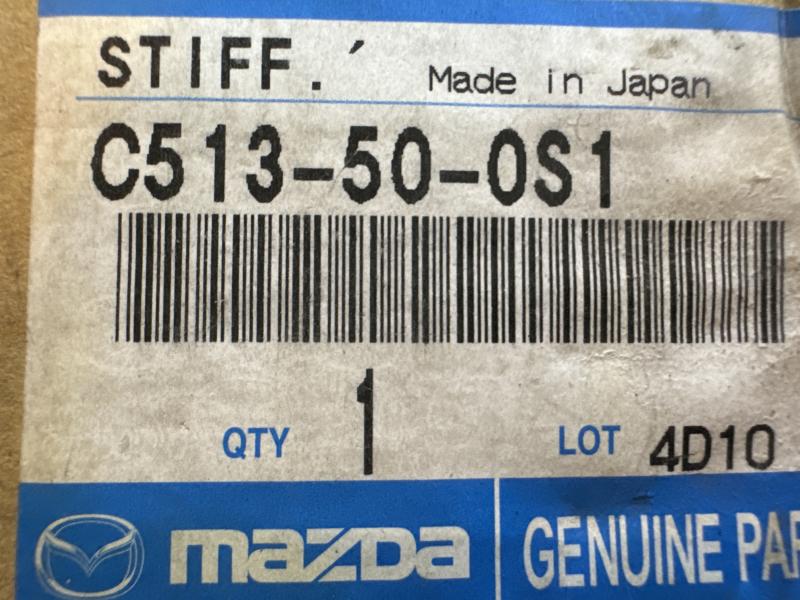 STIFF.′ Made in Japan
C513-50-0S1
QTY 1 LOT 4D10
mazda GENUINE PAR